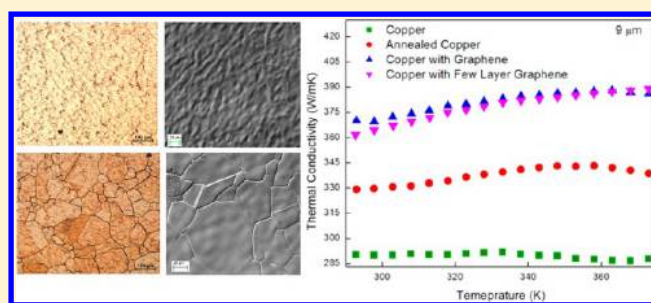 Copper
Annealed Copper
Copper with Graphene
Copper with Few Layer Graphene
9 μm
Thermal Conductivity (W/mK)
420
390
375
360
345
330
315
300
285
300
320
340
360
Temeprature (K)